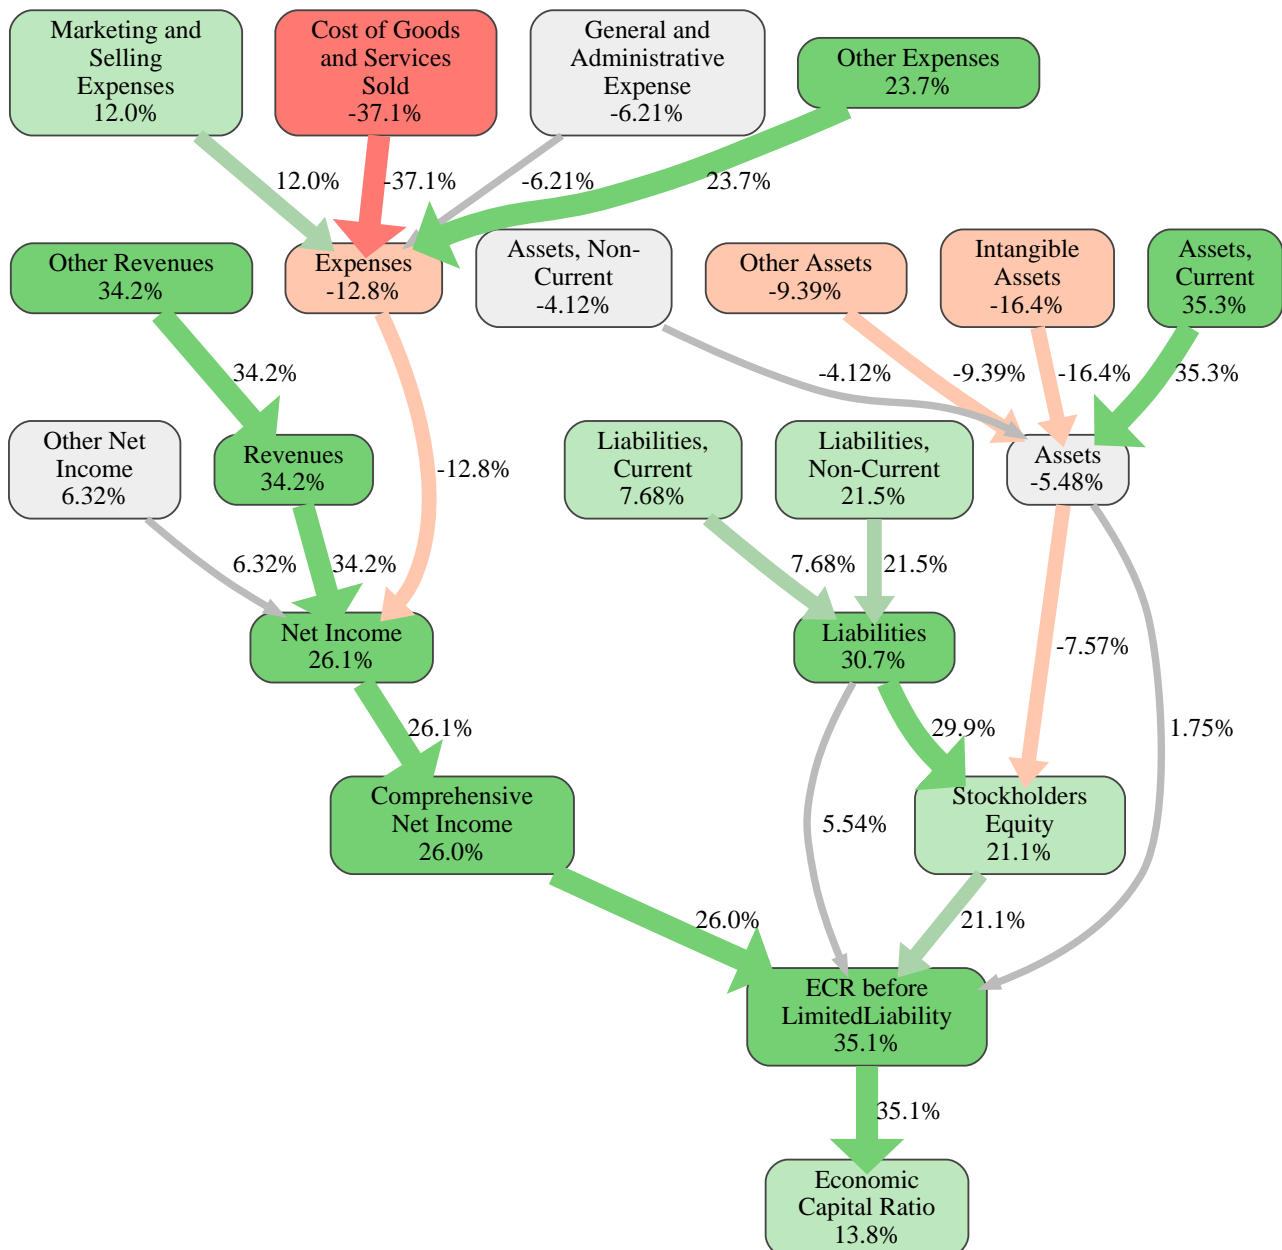 Marketing and
Selling
Expenses
12.0%
Cost of Goods
and Services
Sold
-37.1%
General and
Administrative
Expense
-6.21%
Other Expenses
23.7%
12.0%
-37.1%
-6.21%
23.7%
Other Revenues
34.2%
Expenses
-12.8%
Assets, Non-
Current
-4.12%
Other Assets
-9.39%
Intangible
Assets
-16.4%
Assets,
Current
35.3%
34.2%
-4.12%
-9.39%
-16.4%
35.3%
Other Net
Income
6.32%
Revenues
34.2%
-12.8%
Liabilities,
Current
7.68%
Liabilities,
Non-Current
21.5%
Assets
-5.48%
6.32%
34.2%
7.68%
21.5%
Net Income
26.1%
Liabilities
30.7%
-7.57%
26.1%
29.9%
1.75%
Comprehensive
Net Income
26.0%
5.54%
Stockholders
Equity
21.1%
26.0%
21.1%
ECR before
LimitedLiability
35.1%
35.1%
Economic
Capital Ratio
13.8%